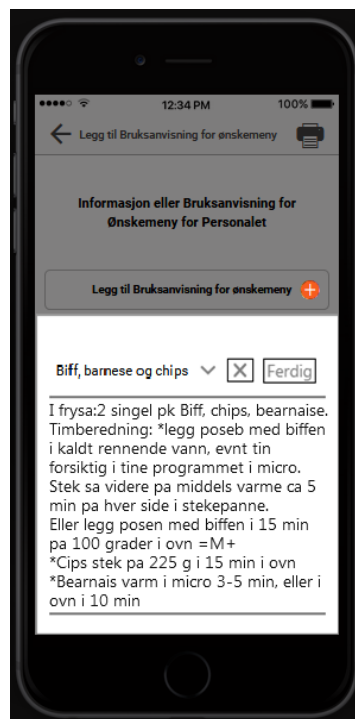 12:34 PM
100%
Legg til Bruksanvisning for ønskemeny
Informasjon eller Bruksanvisning for
Ønskemeny for Personalet
Legg til Bruksanvisning for ønskemeny
Biff, barnese og chips
X
Ferdig
I frysa:2 singel pk Biff, chips, bearnaise.
Timberedning: *legg poseb med biffen
i kaldt rennende vann, evnt tin
forsiktig i tine programmet i micro.
Stek sa videre pa middels varme ca 5
min pa hver side i stekepanne.
Eller legg posen med biffen i 15 min
pa 100 grader i ovn =M+
*Cips stek pa 225 g i 15 min i ovn
*Bearnais varm i micro 3-5 min, eller i
ovn i 10 min